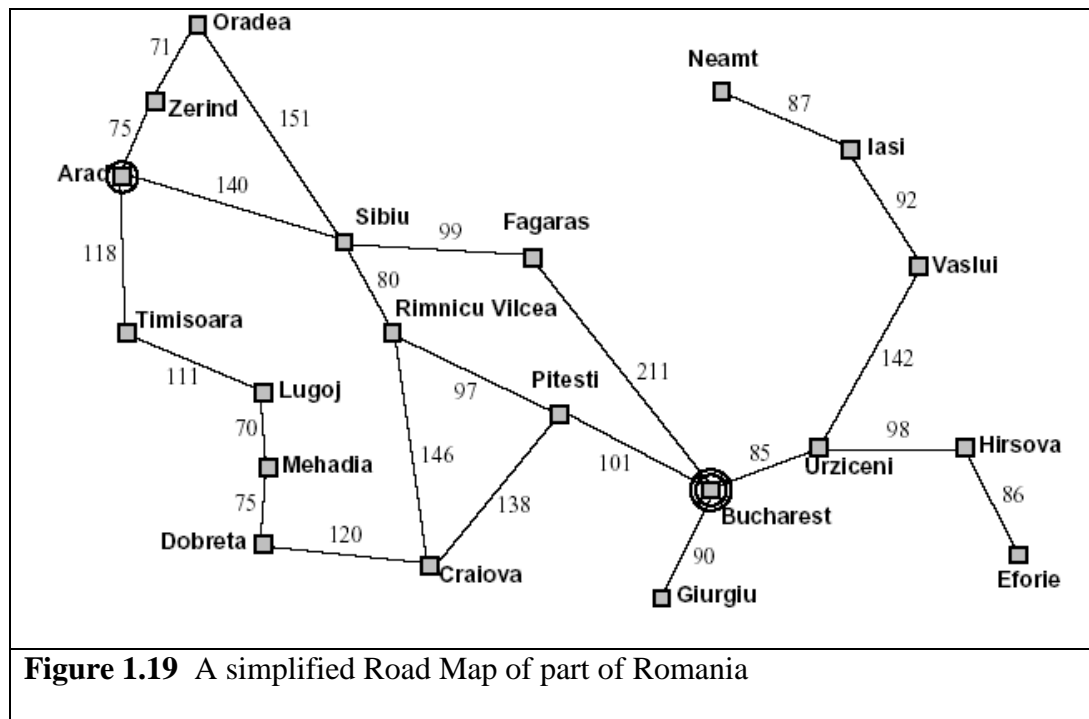 Oradea
71
Neamt
Zerind
87
151
75
Iasi
Arad
140
92
Sibiu
Fagaras
99
118
Vaslui
80
Rimnicu Vilcea
Timisoara
142
111
Pitesti
211
Lugoj
97
70
98
Hirsova
85
Mehadia
146
101
Urziceni
75
138
86
Bucharest
Dobreta
120
90
Craiova
Eforie
Giurgiu
Figure 1.19 A simplified Road Map of part of Romania